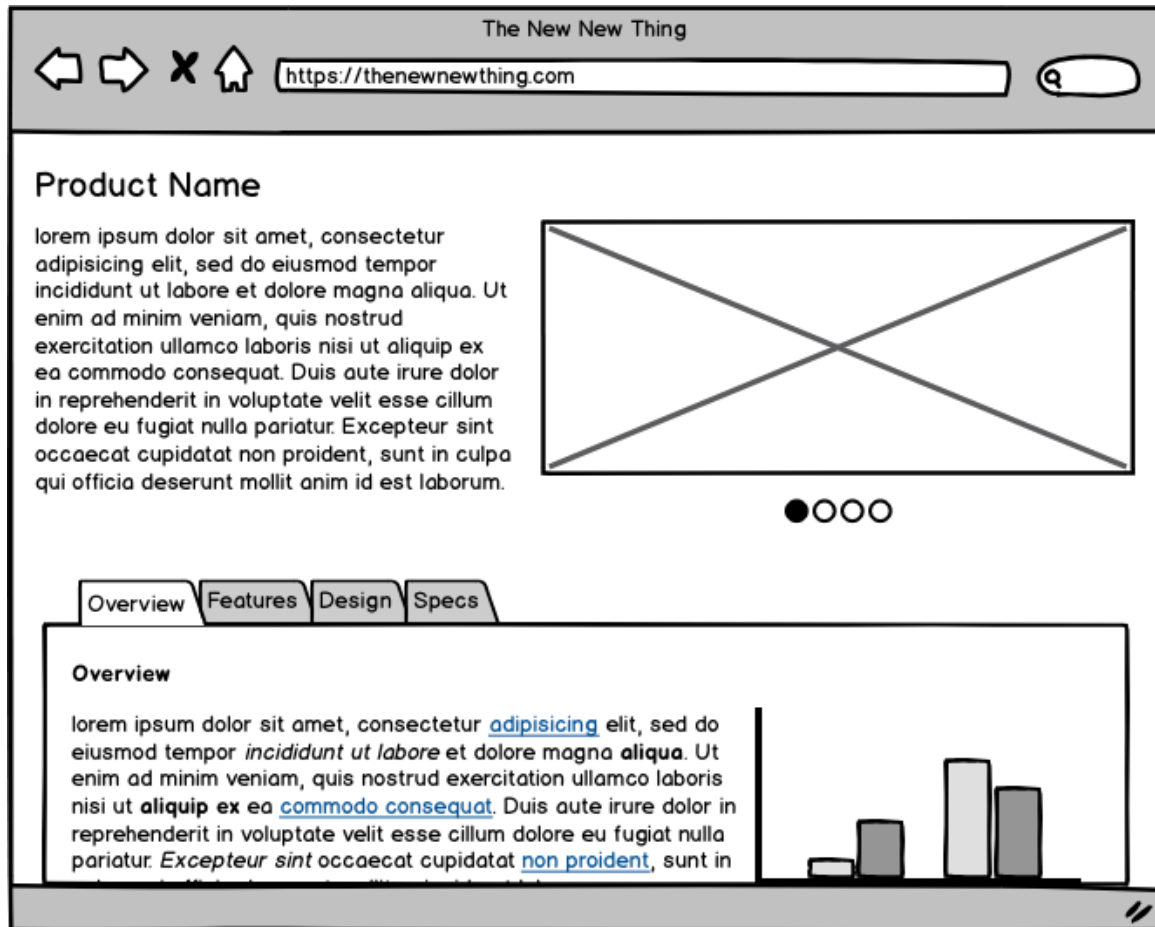 The New New Thing
https://thenewnewthing.com
Product Name
lorem ipsum dolor sit amet, consectetur
adipisicing elit, sed do eiusmod tempor
incididunt ut labore et dolore magna aliqua. Ut
enim ad minim veniam, quis nostrud
exercitation ullamco laboris nisi ut aliquip ex
ea commodo consequat. Duis aute irure dolor
in reprehenderit in voluptate velit esse cillum
dolore eu fugiat nulla pariatur. Excepteur sint
occaecat cupidatat non proident, sunt in culpa
qui officia deserunt mollit anim id est laborum.
Overview Features Design Specs
Overview
lorem ipsum dolor sit amet, consectetur adipisicing elit, sed do
eiusmod tempor incididunt ut labore et dolore magna aliqua. Ut
enim ad minim veniam, quis nostrud exercitation ullamco laboris
nisi ut aliquip ex ea commodo consequat. Duis aute irure dolor in
reprehenderit in voluptate velit esse cillum dolore eu fugiat nulla
pariatur. Excepteur sint occaecat cupidatat non proident, sunt in